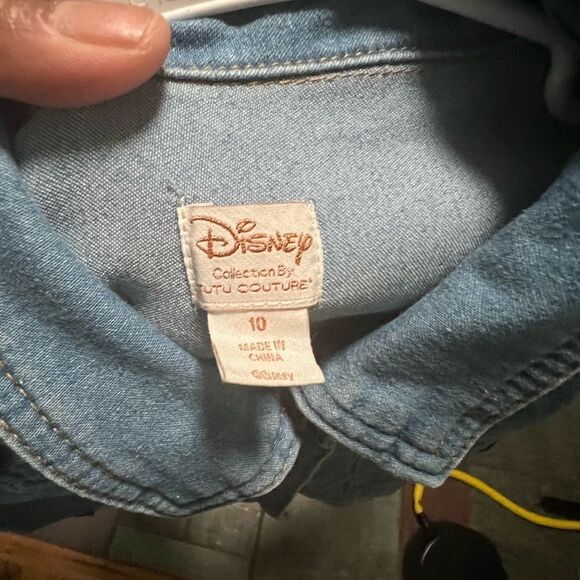 Disney
Collection By
TUTU COUTURE®
10
MADE IN
CHINA
©Disney